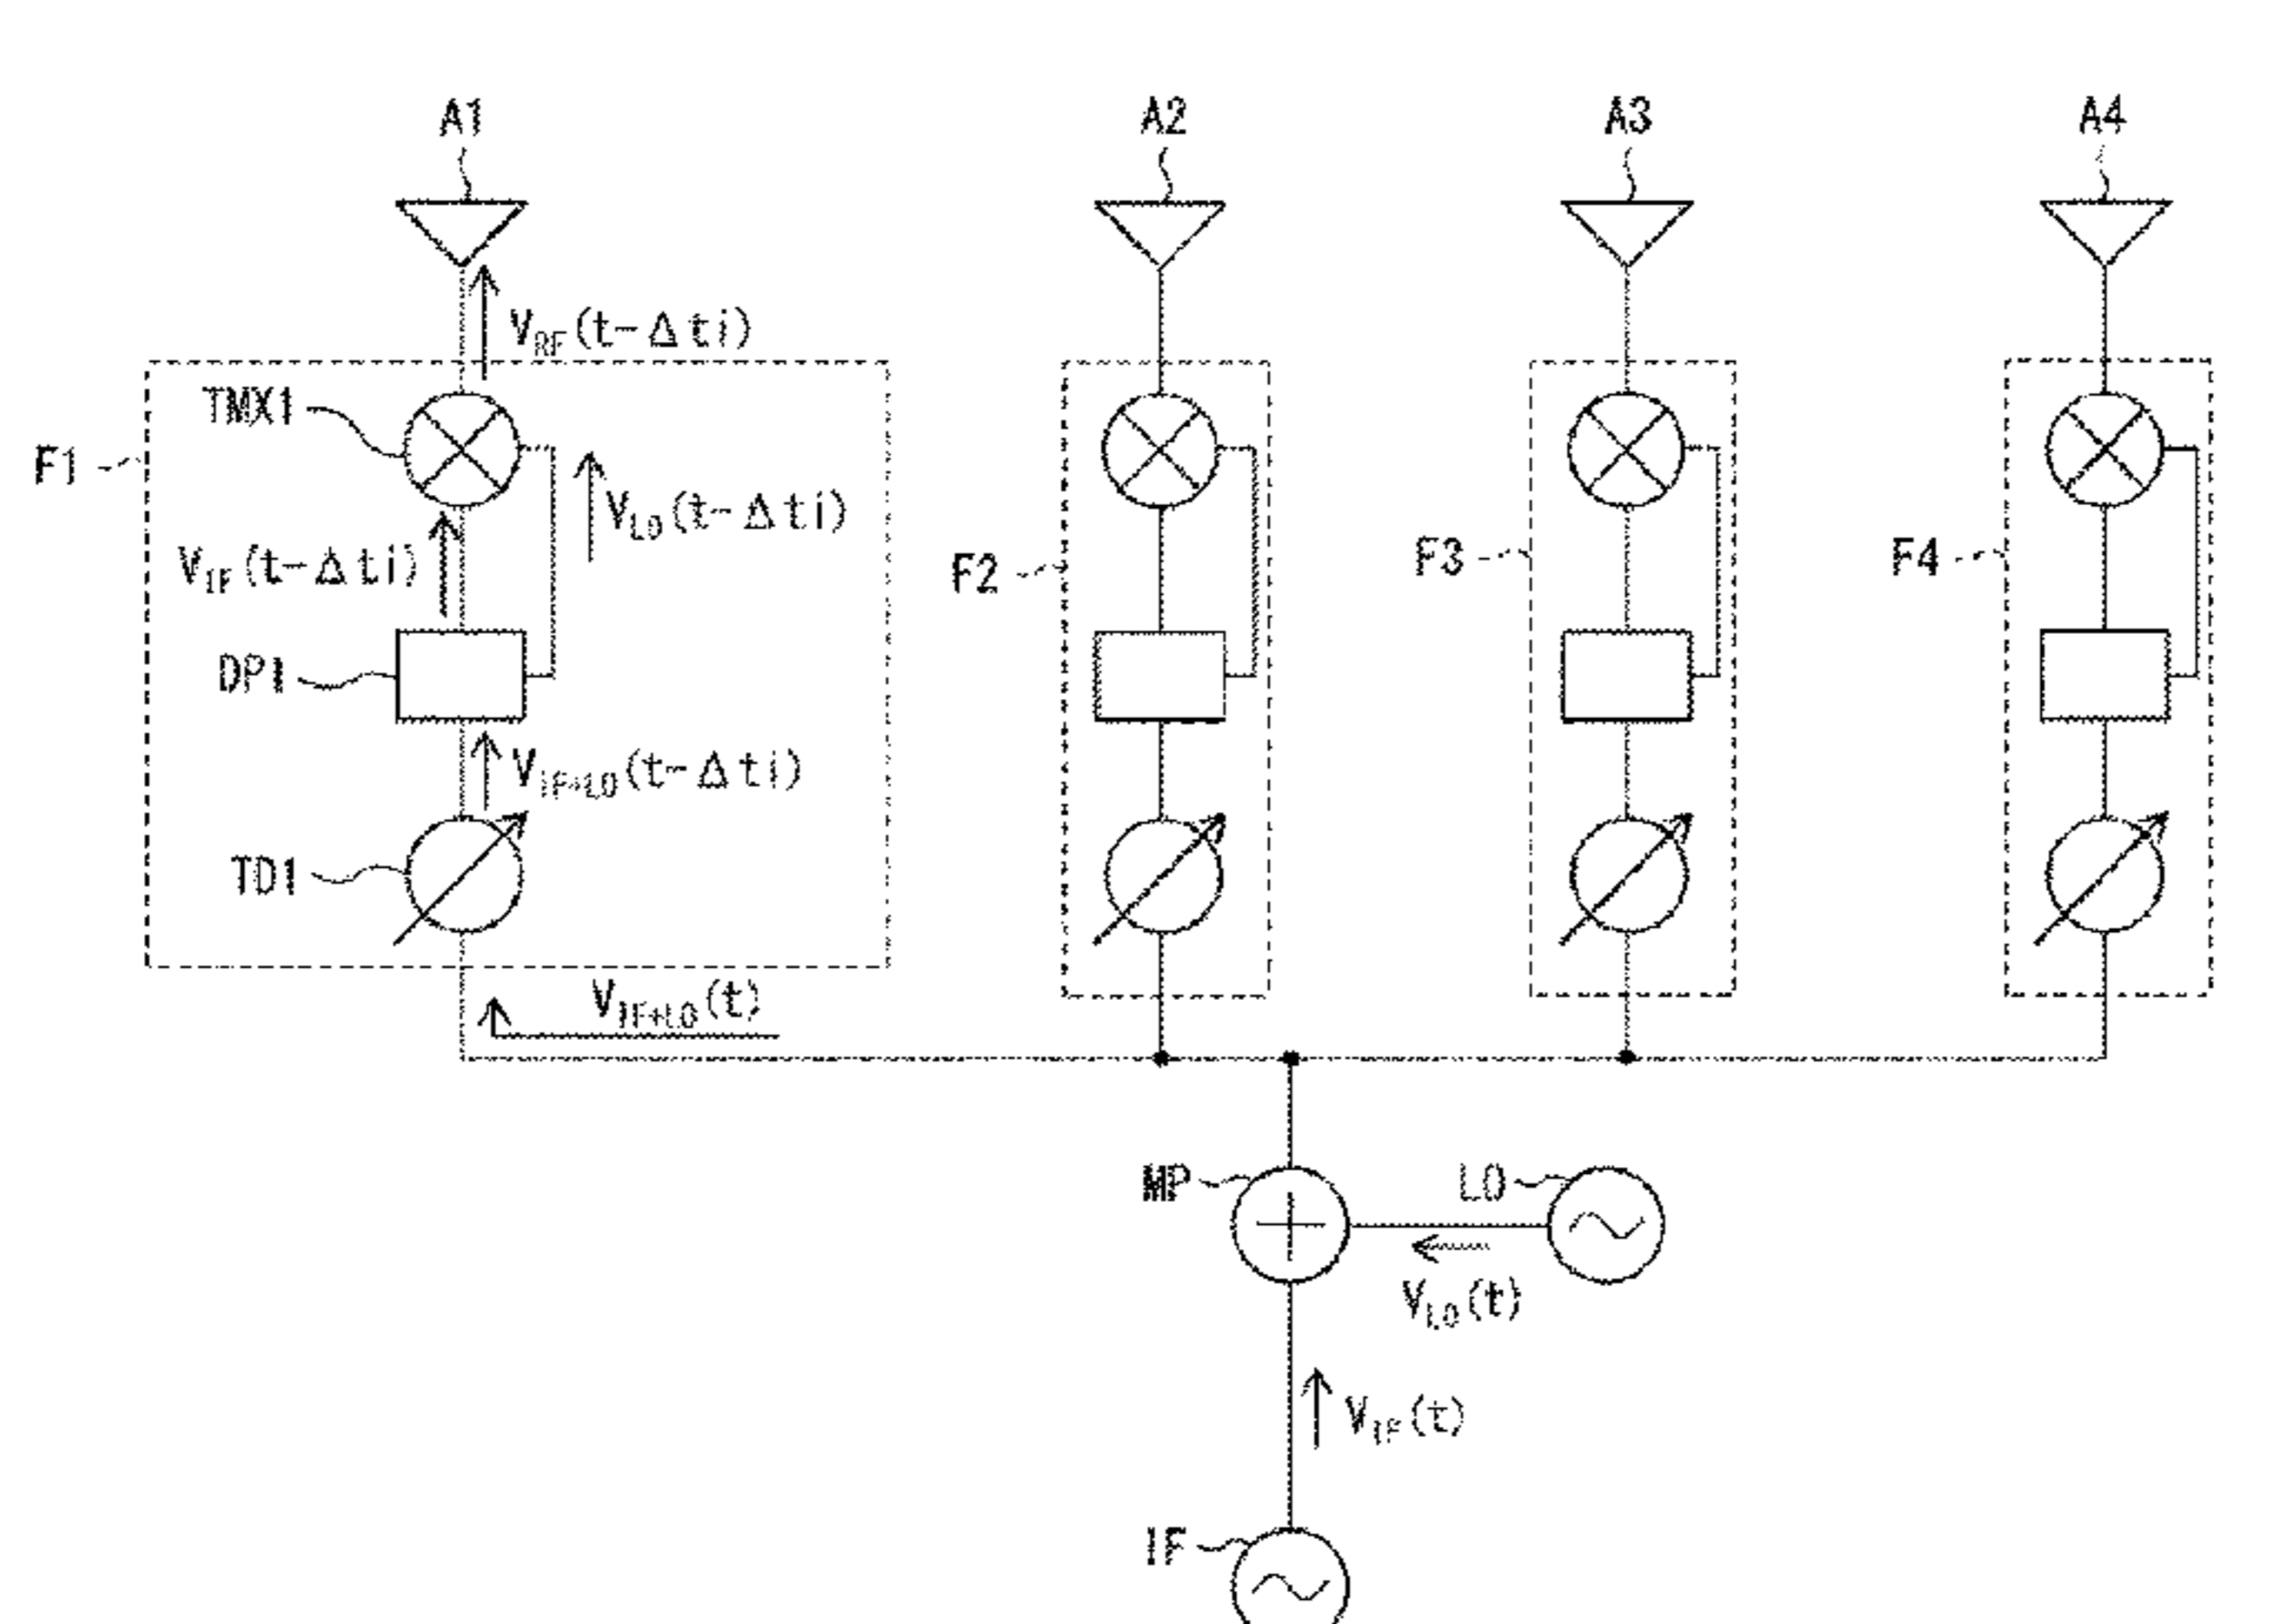 A1 A2 A3 A4
V_RF(t-Δti)
TMX1
F1
V_LO(t-Δti)
V_IF(t-Δti)
F2 F3 F4
DP1
V_IF+LO(t-Δti)
TD1
V_IF+LO(t)
MP LO
V_LO(t)
V_IF(t)
IF